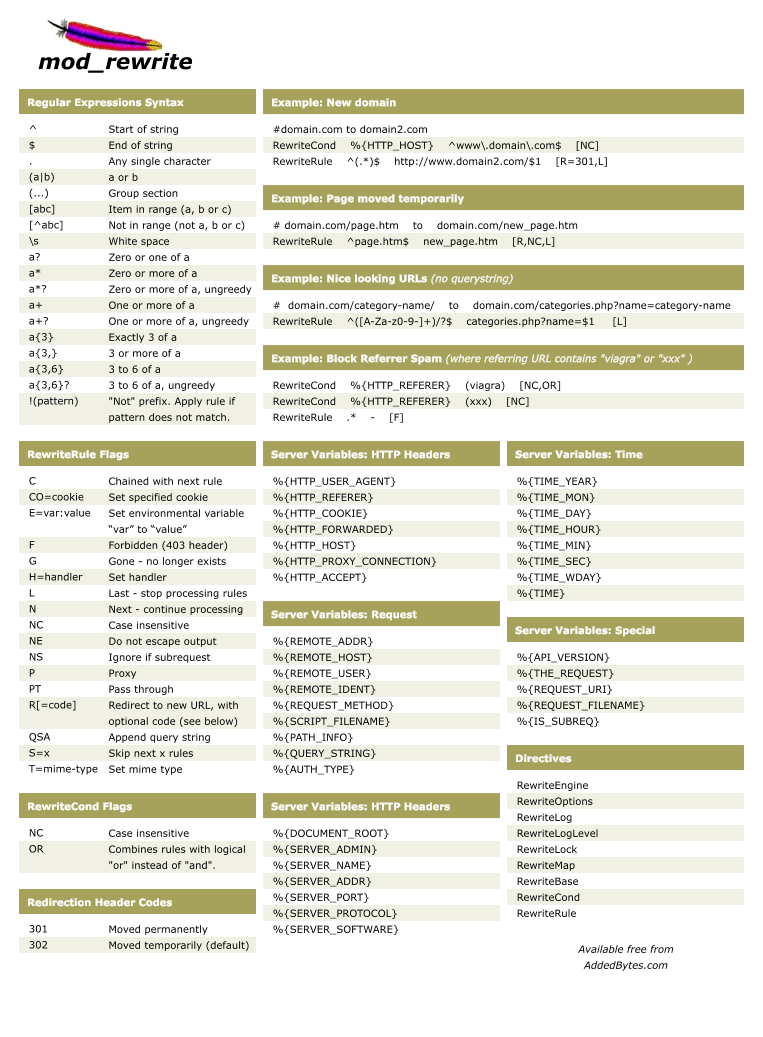 mod_rewrite
Regular Expressions Syntax
^ Start of string
$ End of string
. Any single character
(a|b) a or b
(...) Group section
[abc] Item in range (a, b or c)
[^abc] Not in range (not a, b or c)
\s White space
a? Zero or one of a
a* Zero or more of a
a*? Zero or more of a, ungreedy
a+ One or more of a
a+? One or more of a, ungreedy
a{3} Exactly 3 of a
a{3,} 3 or more of a
a{3,6} 3 to 6 of a
a{3,6}? 3 to 6 of a, ungreedy
!(pattern) "Not" prefix. Apply rule if
pattern does not match.
Example: New domain
#domain.com to domain2.com
RewriteCond %{HTTP_HOST} ^www\.domain\.com$ [NC]
RewriteRule ^(.*)$ http://www.domain2.com/$1 [R=301,L]
Example: Page moved temporarily
# domain.com/page.htm to domain.com/new_page.htm
RewriteRule ^page.htm$ new_page.htm [R,NC,L]
Example: Nice looking URLs (no querystring)
# domain.com/category-name/ to domain.com/categories.php?name=category-name
RewriteRule ^([A-Za-z0-9-]+)/?$ categories.php?name=$1 [L]
Example: Block Referrer Spam (where referring URL contains "viagra" or "xxx" )
RewriteCond %{HTTP_REFERER} (viagra) [NC,OR]
RewriteCond %{HTTP_REFERER} (xxx) [NC]
RewriteRule .* - [F]
RewriteRule Flags
C Chained with next rule
CO=cookie Set specified cookie
E=var:value Set environmental variable
“var” to “value”
F Forbidden (403 header)
G Gone - no longer exists
H=handler Set handler
L Last - stop processing rules
N Next - continue processing
NC Case insensitive
NE Do not escape output
NS Ignore if subrequest
P Proxy
PT Pass through
R[=code] Redirect to new URL, with
optional code (see below)
QSA Append query string
S=x Skip next x rules
T=mime-type Set mime type
RewriteCond Flags
NC Case insensitive
OR Combines rules with logical
"or" instead of "and".
Redirection Header Codes
301 Moved permanently
302 Moved temporarily (default)
Server Variables: HTTP Headers
%{HTTP_USER_AGENT}
%{HTTP_REFERER}
%{HTTP_COOKIE}
%{HTTP_FORWARDED}
%{HTTP_HOST}
%{HTTP_PROXY_CONNECTION}
%{HTTP_ACCEPT}
Server Variables: Request
%{REMOTE_ADDR}
%{REMOTE_HOST}
%{REMOTE_USER}
%{REMOTE_IDENT}
%{REQUEST_METHOD}
%{SCRIPT_FILENAME}
%{PATH_INFO}
%{QUERY_STRING}
%{AUTH_TYPE}
Server Variables: HTTP Headers
%{DOCUMENT_ROOT}
%{SERVER_ADMIN}
%{SERVER_NAME}
%{SERVER_ADDR}
%{SERVER_PORT}
%{SERVER_PROTOCOL}
%{SERVER_SOFTWARE}
Server Variables: Time
%{TIME_YEAR}
%{TIME_MON}
%{TIME_DAY}
%{TIME_HOUR}
%{TIME_MIN}
%{TIME_SEC}
%{TIME_WDAY}
%{TIME}
Server Variables: Special
%{API_VERSION}
%{THE_REQUEST}
%{REQUEST_URI}
%{REQUEST_FILENAME}
%{IS_SUBREQ}
Directives
RewriteEngine
RewriteOptions
RewriteLog
RewriteLogLevel
RewriteLock
RewriteMap
RewriteBase
RewriteCond
RewriteRule
Available free from
AddedBytes.com